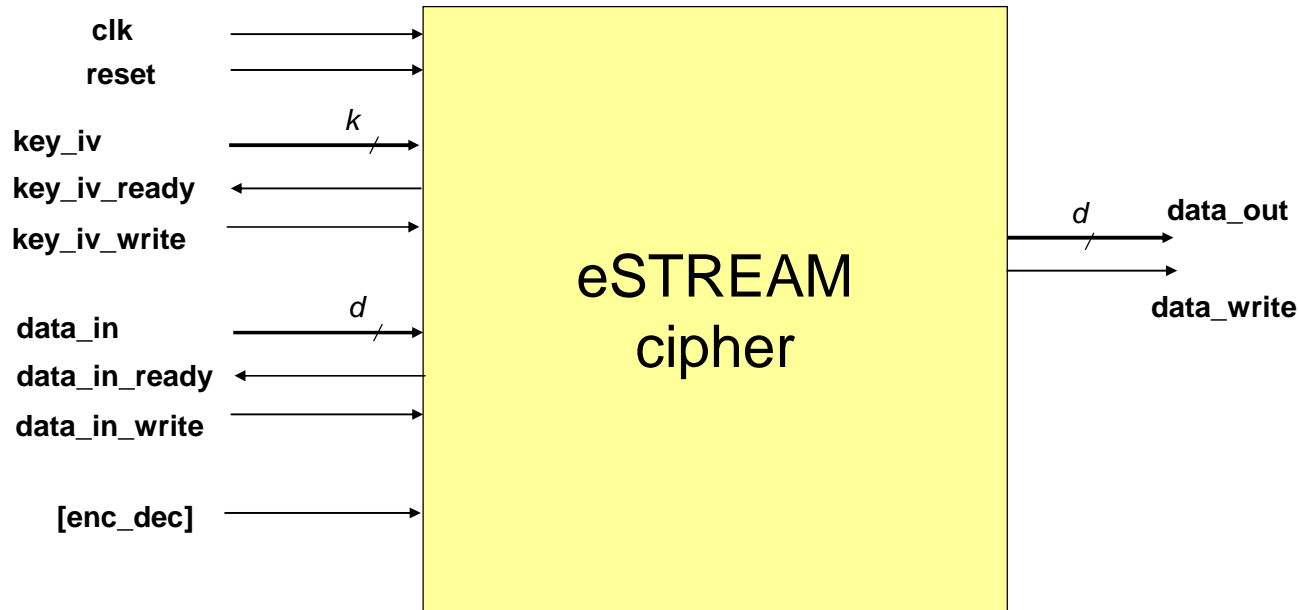 clk
reset
k
key_iv
key_iv_ready
key_iv_write
d
data_in
data_in_ready
data_in_write
[enc_dec]
eSTREAM
cipher
d
data_out
data_write